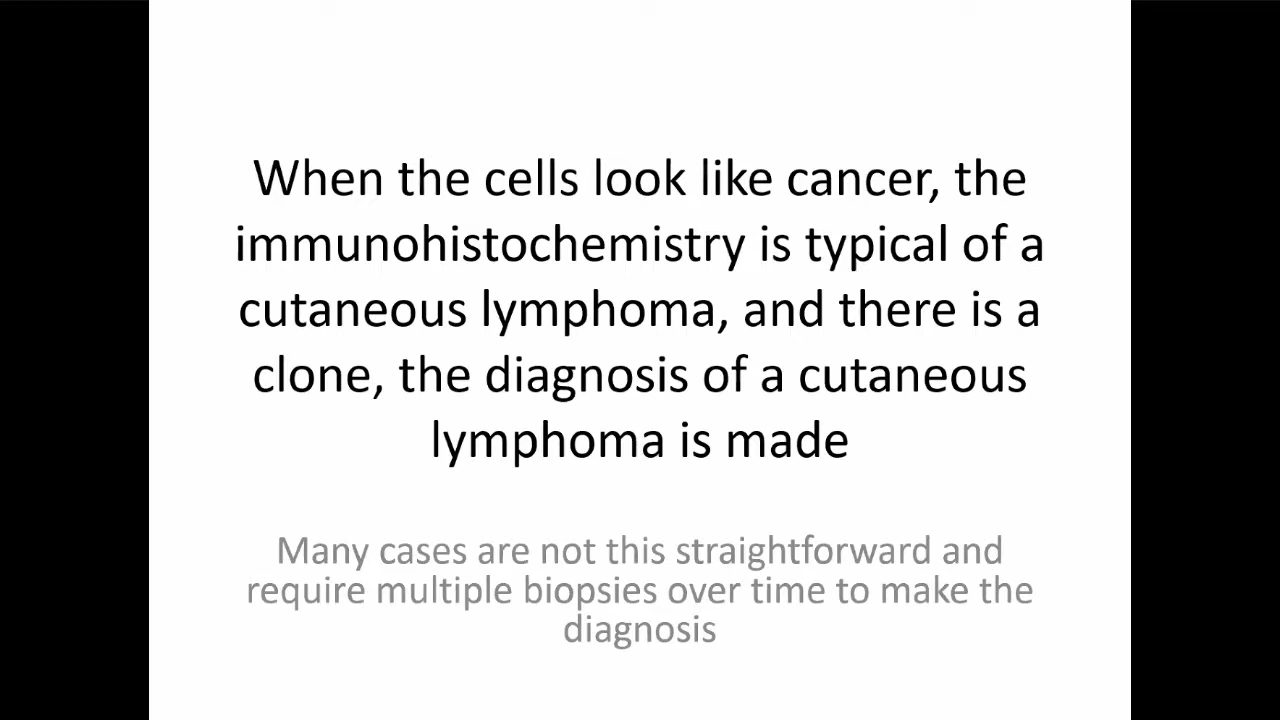 When the cells look like cancer, the
immunohistochemistry is typical of a
cutaneous lymphoma, and there is a
clone, the diagnosis of a cutaneous
lymphoma is made
Many cases are not this straightforward and
require multiple biopsies over time to make the
diagnosis